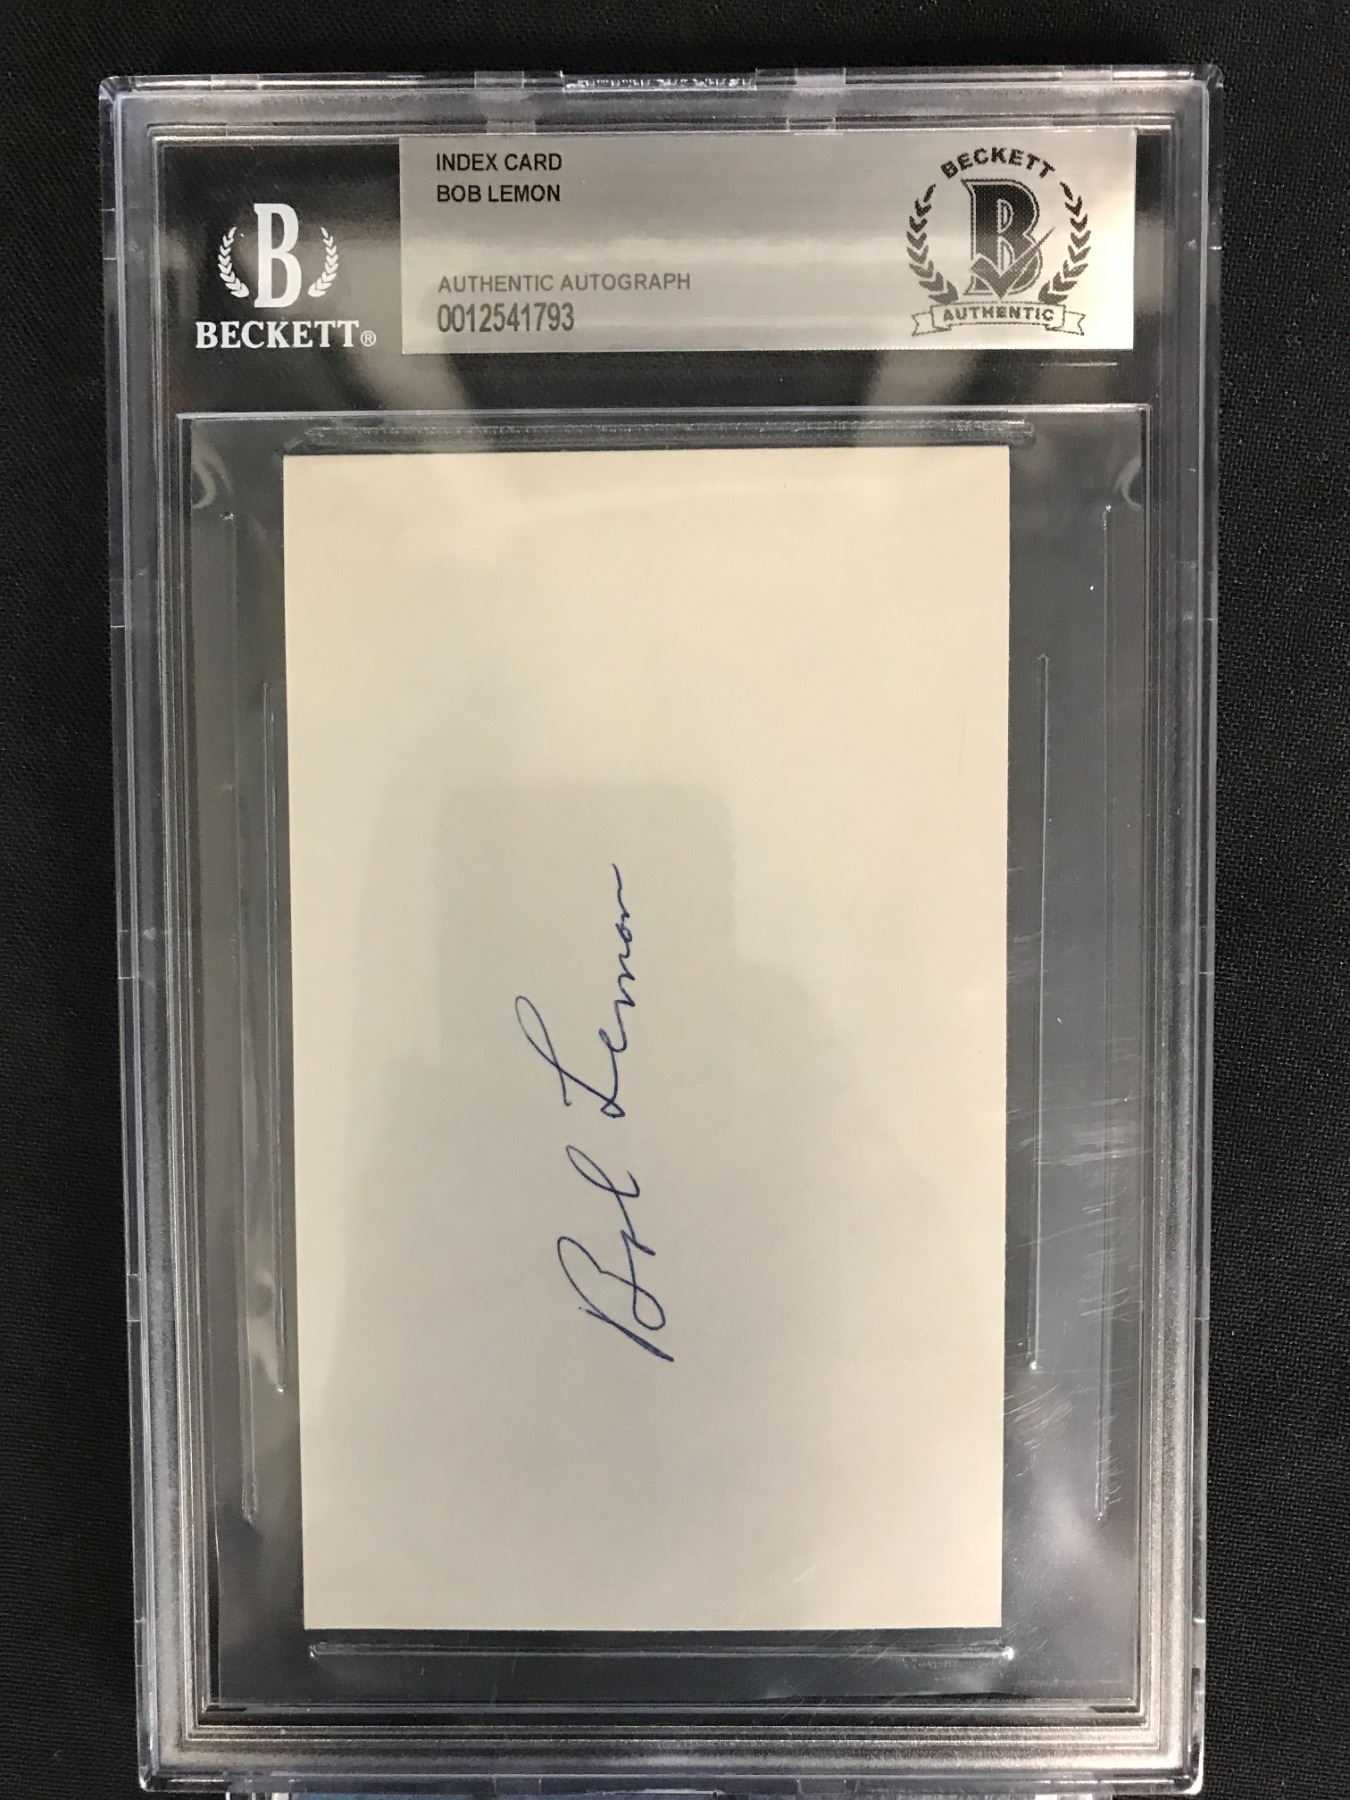 INDEX CARD
BOB LEMON
AUTHENTIC AUTOGRAPH
0012541793
B
BECKETT®
BECKETT
B
AUTHENTIC
Bob Lemon